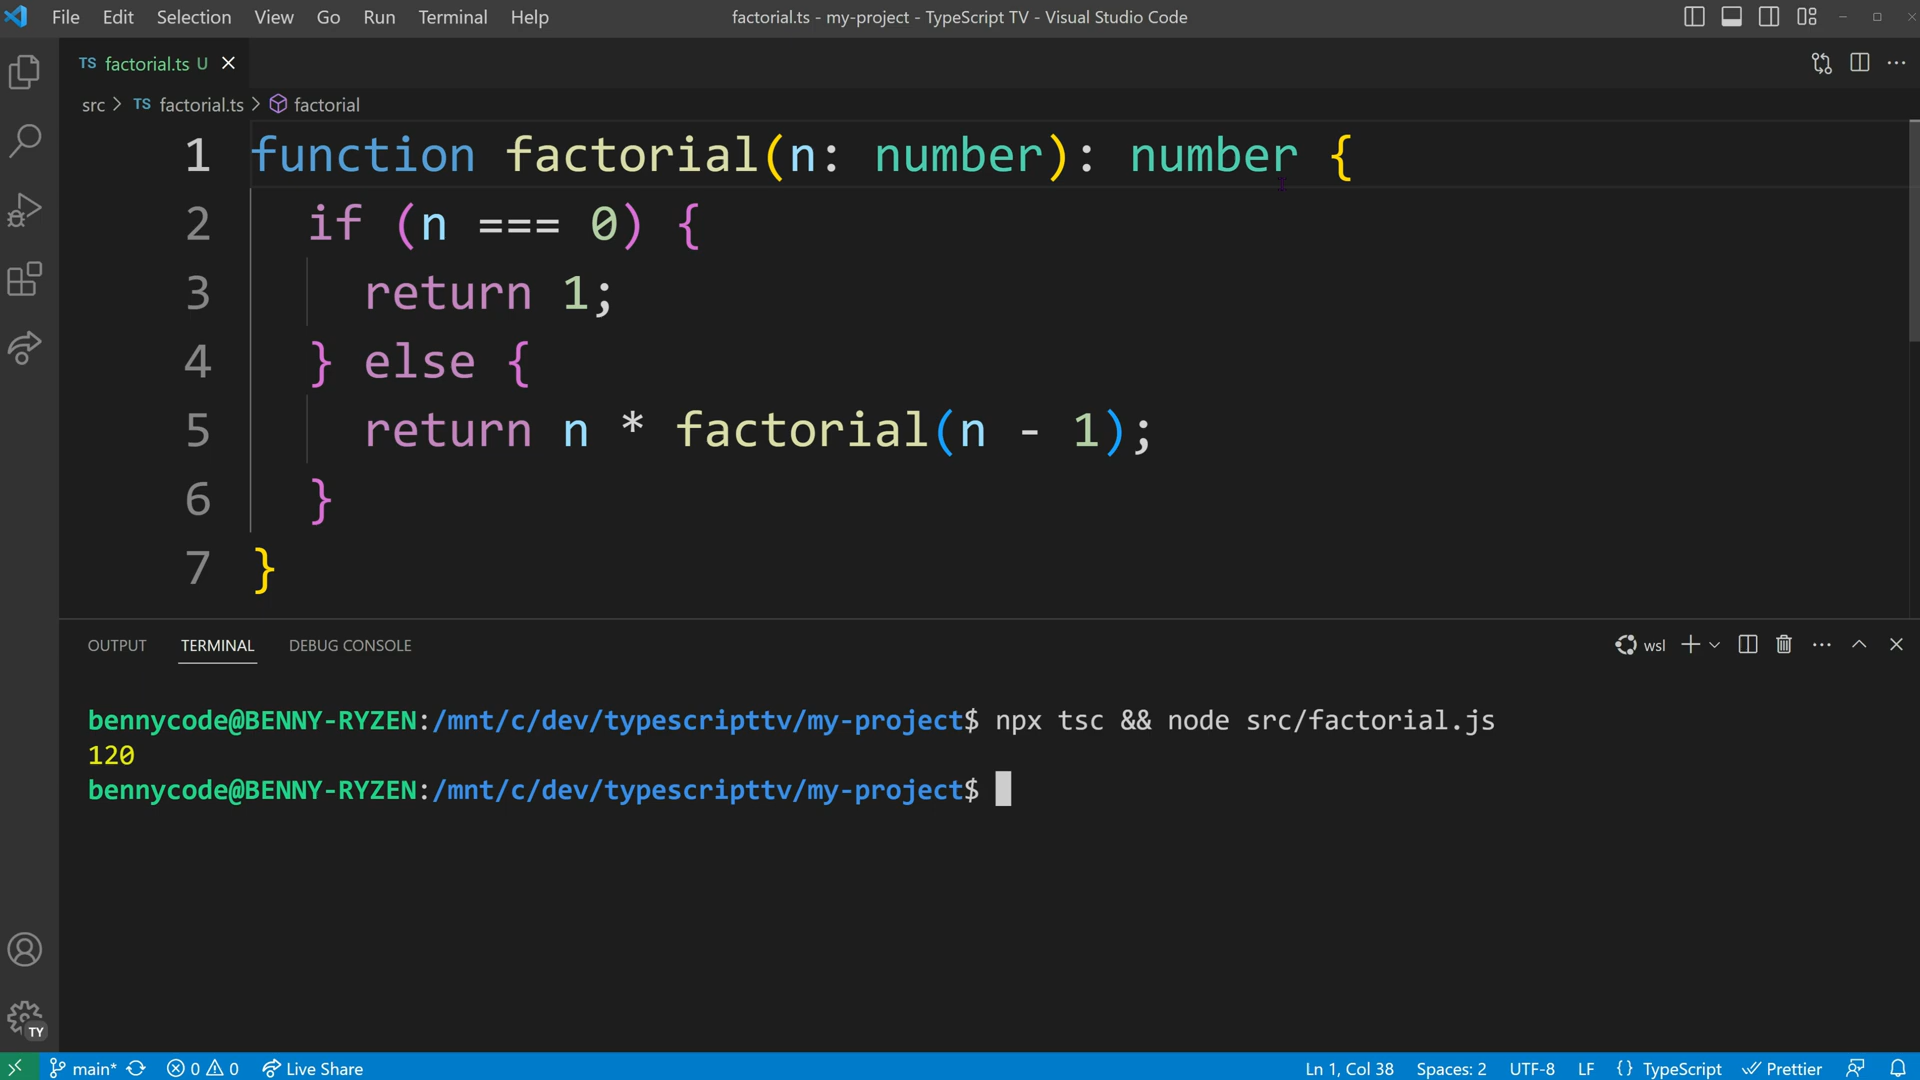 File Edit Selection View Go Run Terminal Help
factorial.ts - my-project - TypeScript TV - Visual Studio Code
TS factorial.ts U
src > TS factorial.ts > factorial
1 function factorial(n: number): number {
2 if (n === 0) {
3 return 1;
4 } else {
5 return n * factorial(n - 1);
6 }
7 }
OUTPUT TERMINAL DEBUG CONSOLE
wsl
bennycode@BENNY-RYZEN:/mnt/c/dev/typescripttv/my-project$ npx tsc && node src/factorial.js
120
bennycode@BENNY-RYZEN:/mnt/c/dev/typescripttv/my-project$
TY
main* 0 0 Live Share
Ln 1, Col 38 Spaces: 2 UTF-8 LF {} TypeScript Prettier